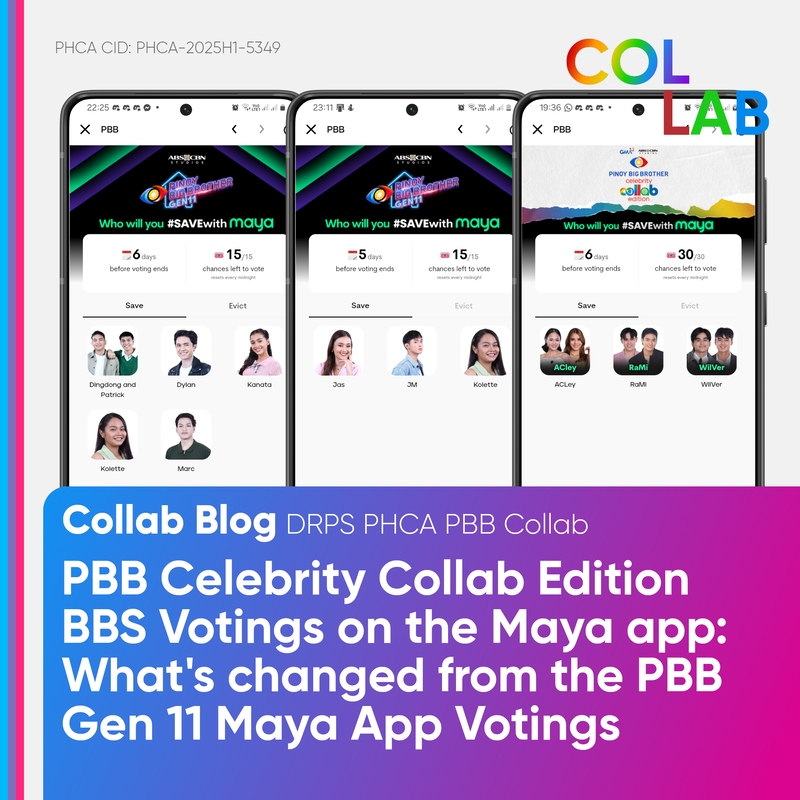 PHCA CID: PHCA-2025H1-5349
COL
LAB
22:25
PBB
ABS-CBN
STUDIOS
PINOY
BIG BROTHER
GEN11
Who will you #SAVEwith maya
6 days
before voting ends
15/15
chances left to vote
resets every midnight
Save
Evict
Dingdong and
Patrick
Dylan
Kanata
Kolette
Marc
23:11
PBB
ABS-CBN
STUDIOS
PINOY
BIG BROTHER
GEN11
Who will you #SAVEwith maya
5 days
before voting ends
15/15
chances left to vote
resets every midnight
Save
Evict
Jas
JM
Kolette
19:36
PBB
GMA ABS-CBN
STUDIOS
PINOY BIG BROTHER
celebrity
collab
edition
Who will you #SAVEwith maya
6 days
before voting ends
30/30
chances left to vote
resets every midnight
Save
Evict
ACley
RaMi
WilVer
ACLey
RaMi
WilVer
Collab Blog DRPS PHCA PBB Collab
PBB Celebrity Collab Edition
BBS Votings on the Maya app:
What's changed from the PBB
Gen 11 Maya App Votings